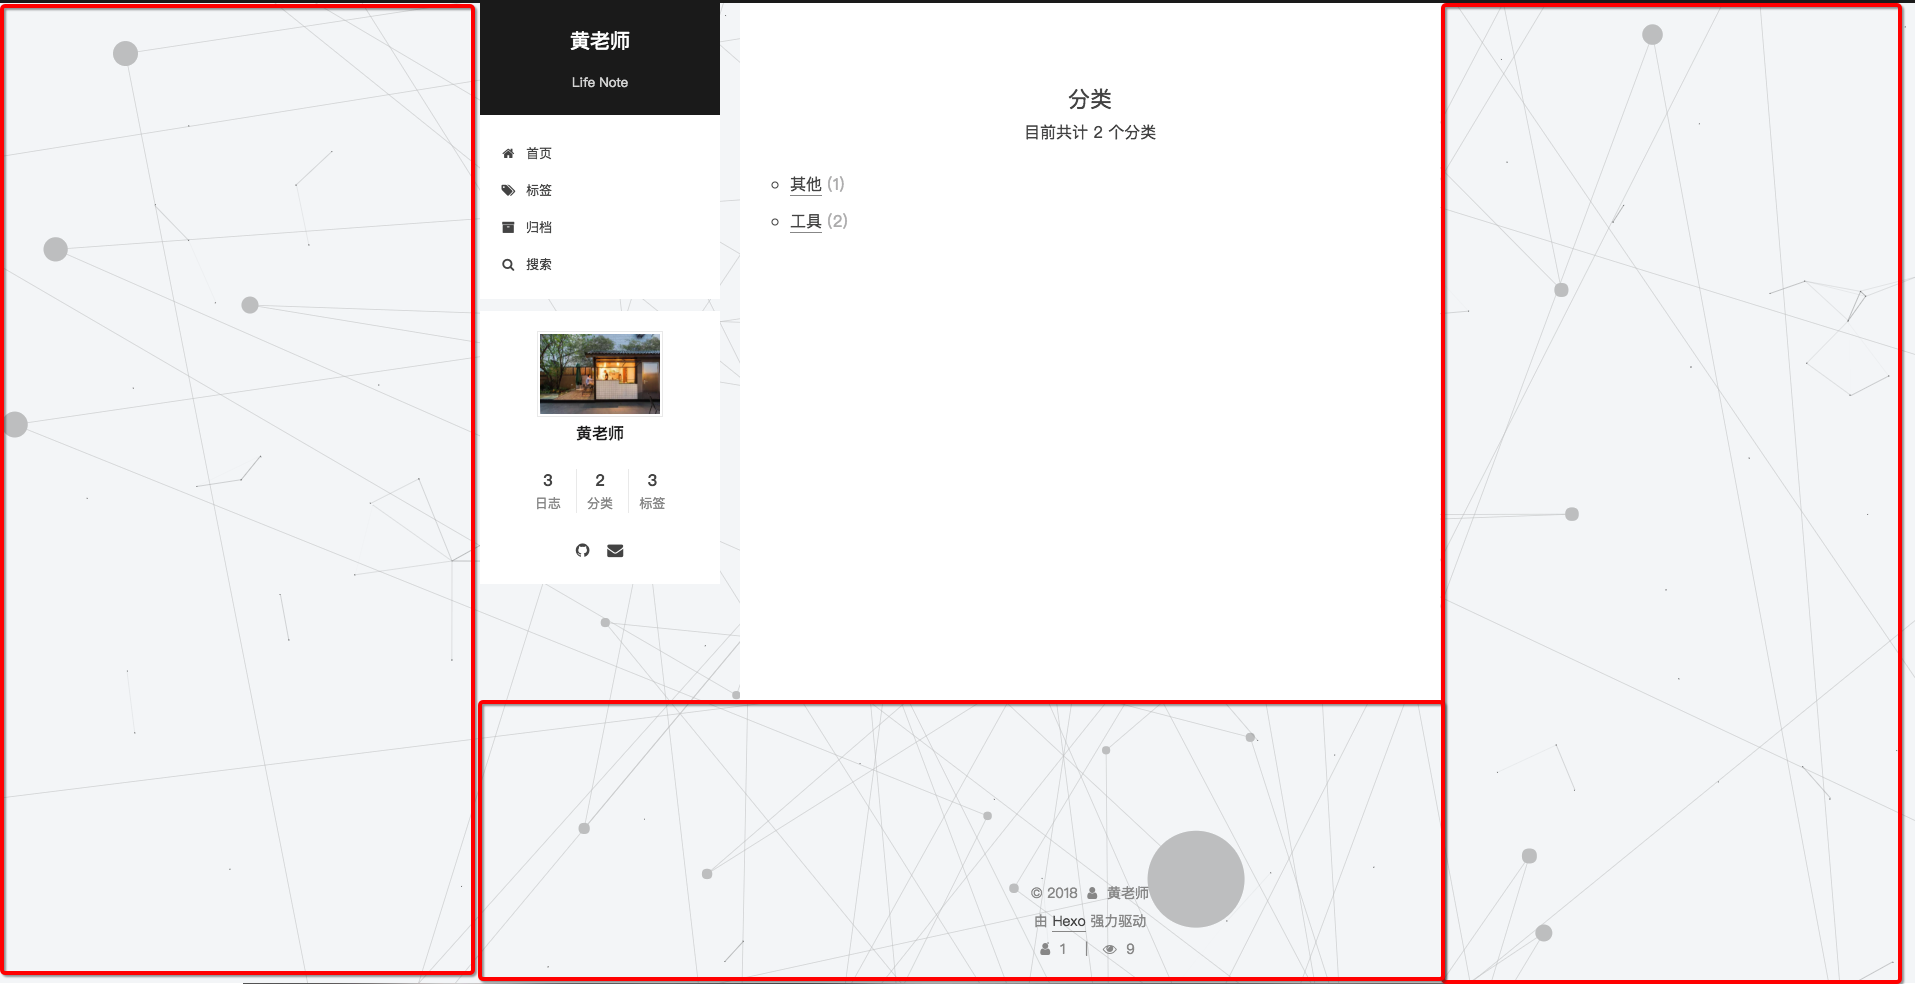 黄老师
Life Note
首页
标签
归档
搜索
黄老师
3 2 3
日志 分类 标签
分类
目前共计 2 个分类
其他 (1)
工具 (2)
© 2018 黄老师
由 Hexo 强力驱动
1 | 9